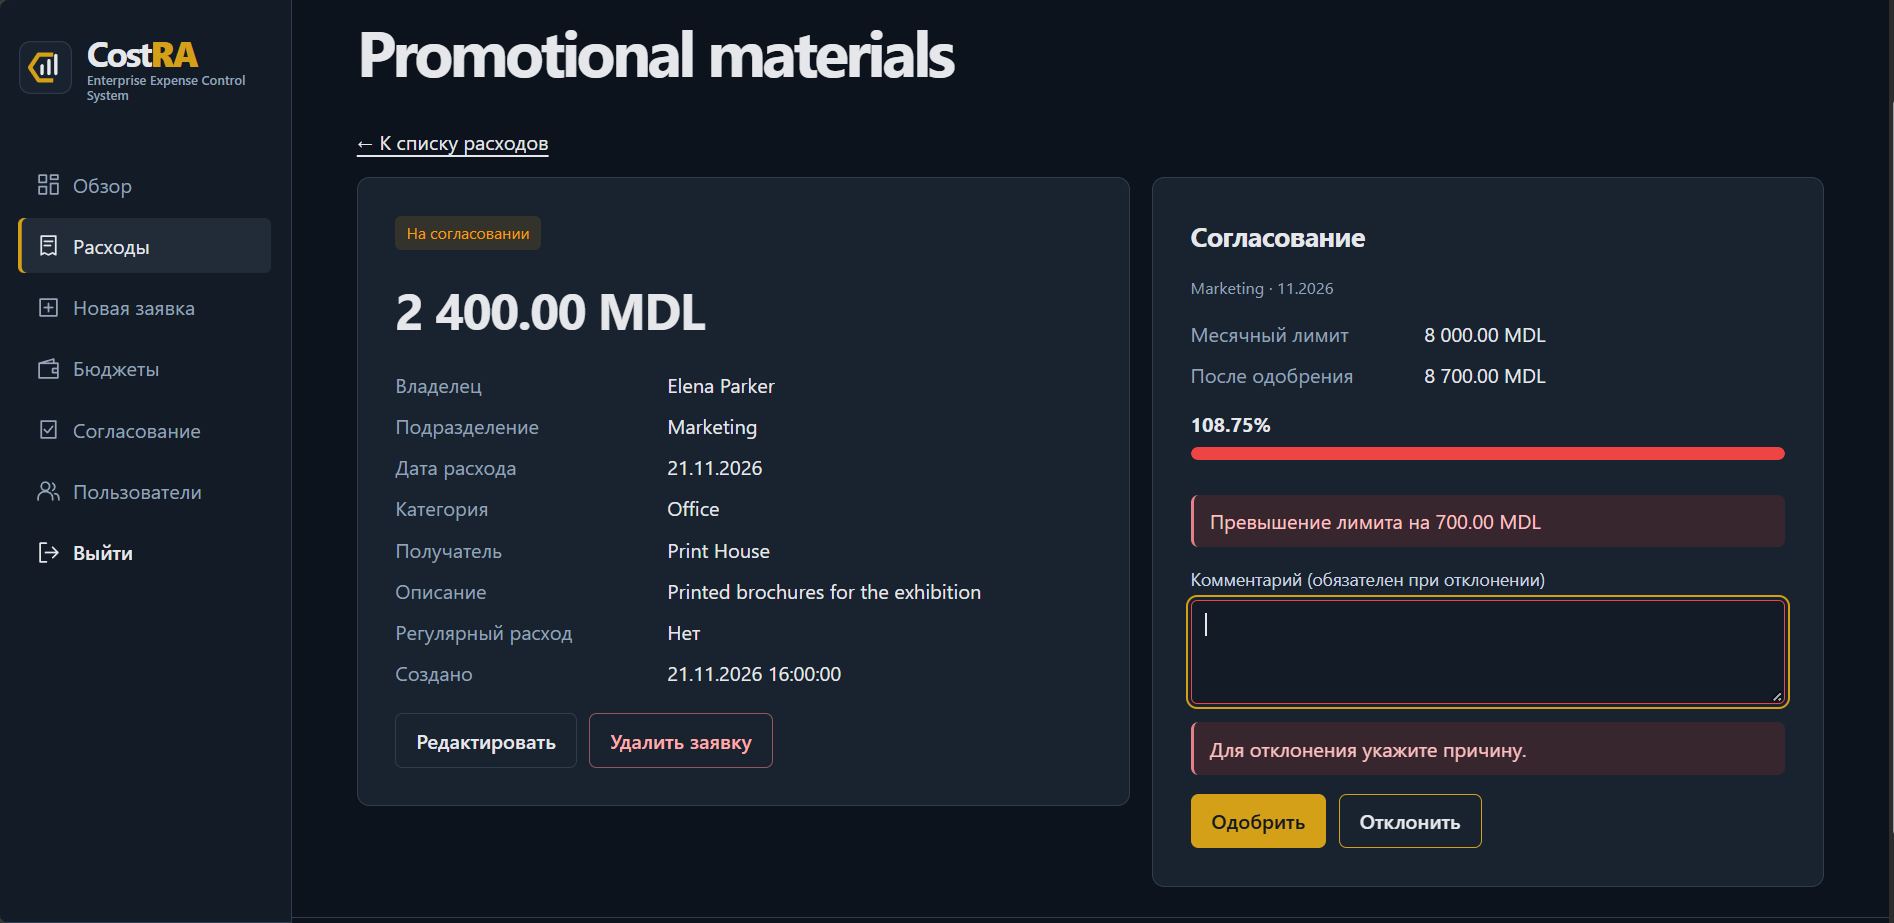 CostRA
Enterprise Expense Control
System
Обзор
Расходы
Новая заявка
Бюджеты
Согласование
Пользователи
Выйти
Promotional materials
← К списку расходов
На согласовании
2 400.00 MDL
Владелец Elena Parker
Подразделение Marketing
Дата расхода 21.11.2026
Категория Office
Получатель Print House
Описание Printed brochures for the exhibition
Регулярный расход Нет
Создано 21.11.2026 16:00:00
Редактировать Удалить заявку
Согласование
Marketing · 11.2026
Месячный лимит 8 000.00 MDL
После одобрения 8 700.00 MDL
108.75%
Превышение лимита на 700.00 MDL
Комментарий (обязателен при отклонении)
Для отклонения укажите причину.
Одобрить Отклонить